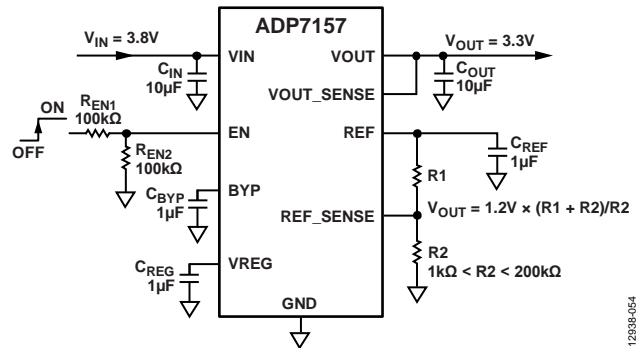 ADP7157
V_IN = 3.8V
VIN
VOUT
V_OUT = 3.3V
C_IN
10µF
C_OUT
10µF
VOUT_SENSE
ON
OFF
R_EN1
100kΩ
EN
REF
C_REF
1µF
R_EN2
100kΩ
R1
C_BYP
1µF
BYP
REF_SENSE
V_OUT = 1.2V × (R1 + R2)/R2
R2
1kΩ < R2 < 200kΩ
C_REG
1µF
VREG
GND
12938-054